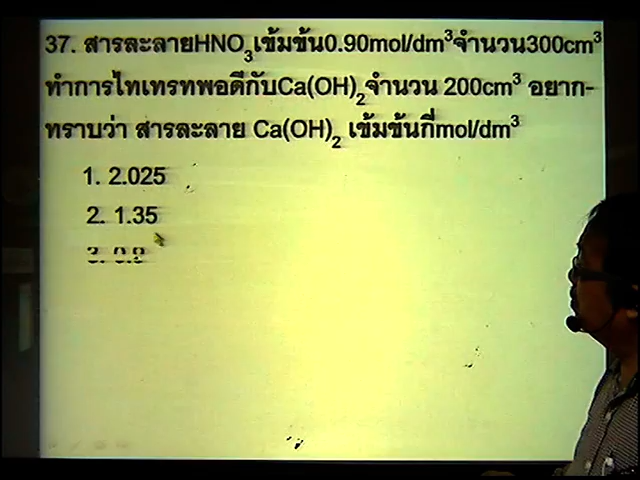 37. สารละลายHNO₃เข้มข้น0.90mol/dm³จำนวน300cm³
ทำการไทเทรทพอดีกับCa(OH)₂จำนวน 200cm³ อยาก-
ทราบว่า สารละลาย Ca(OH)₂ เข้มข้นกี่mol/dm³
1. 2.025
2. 1.35
3.